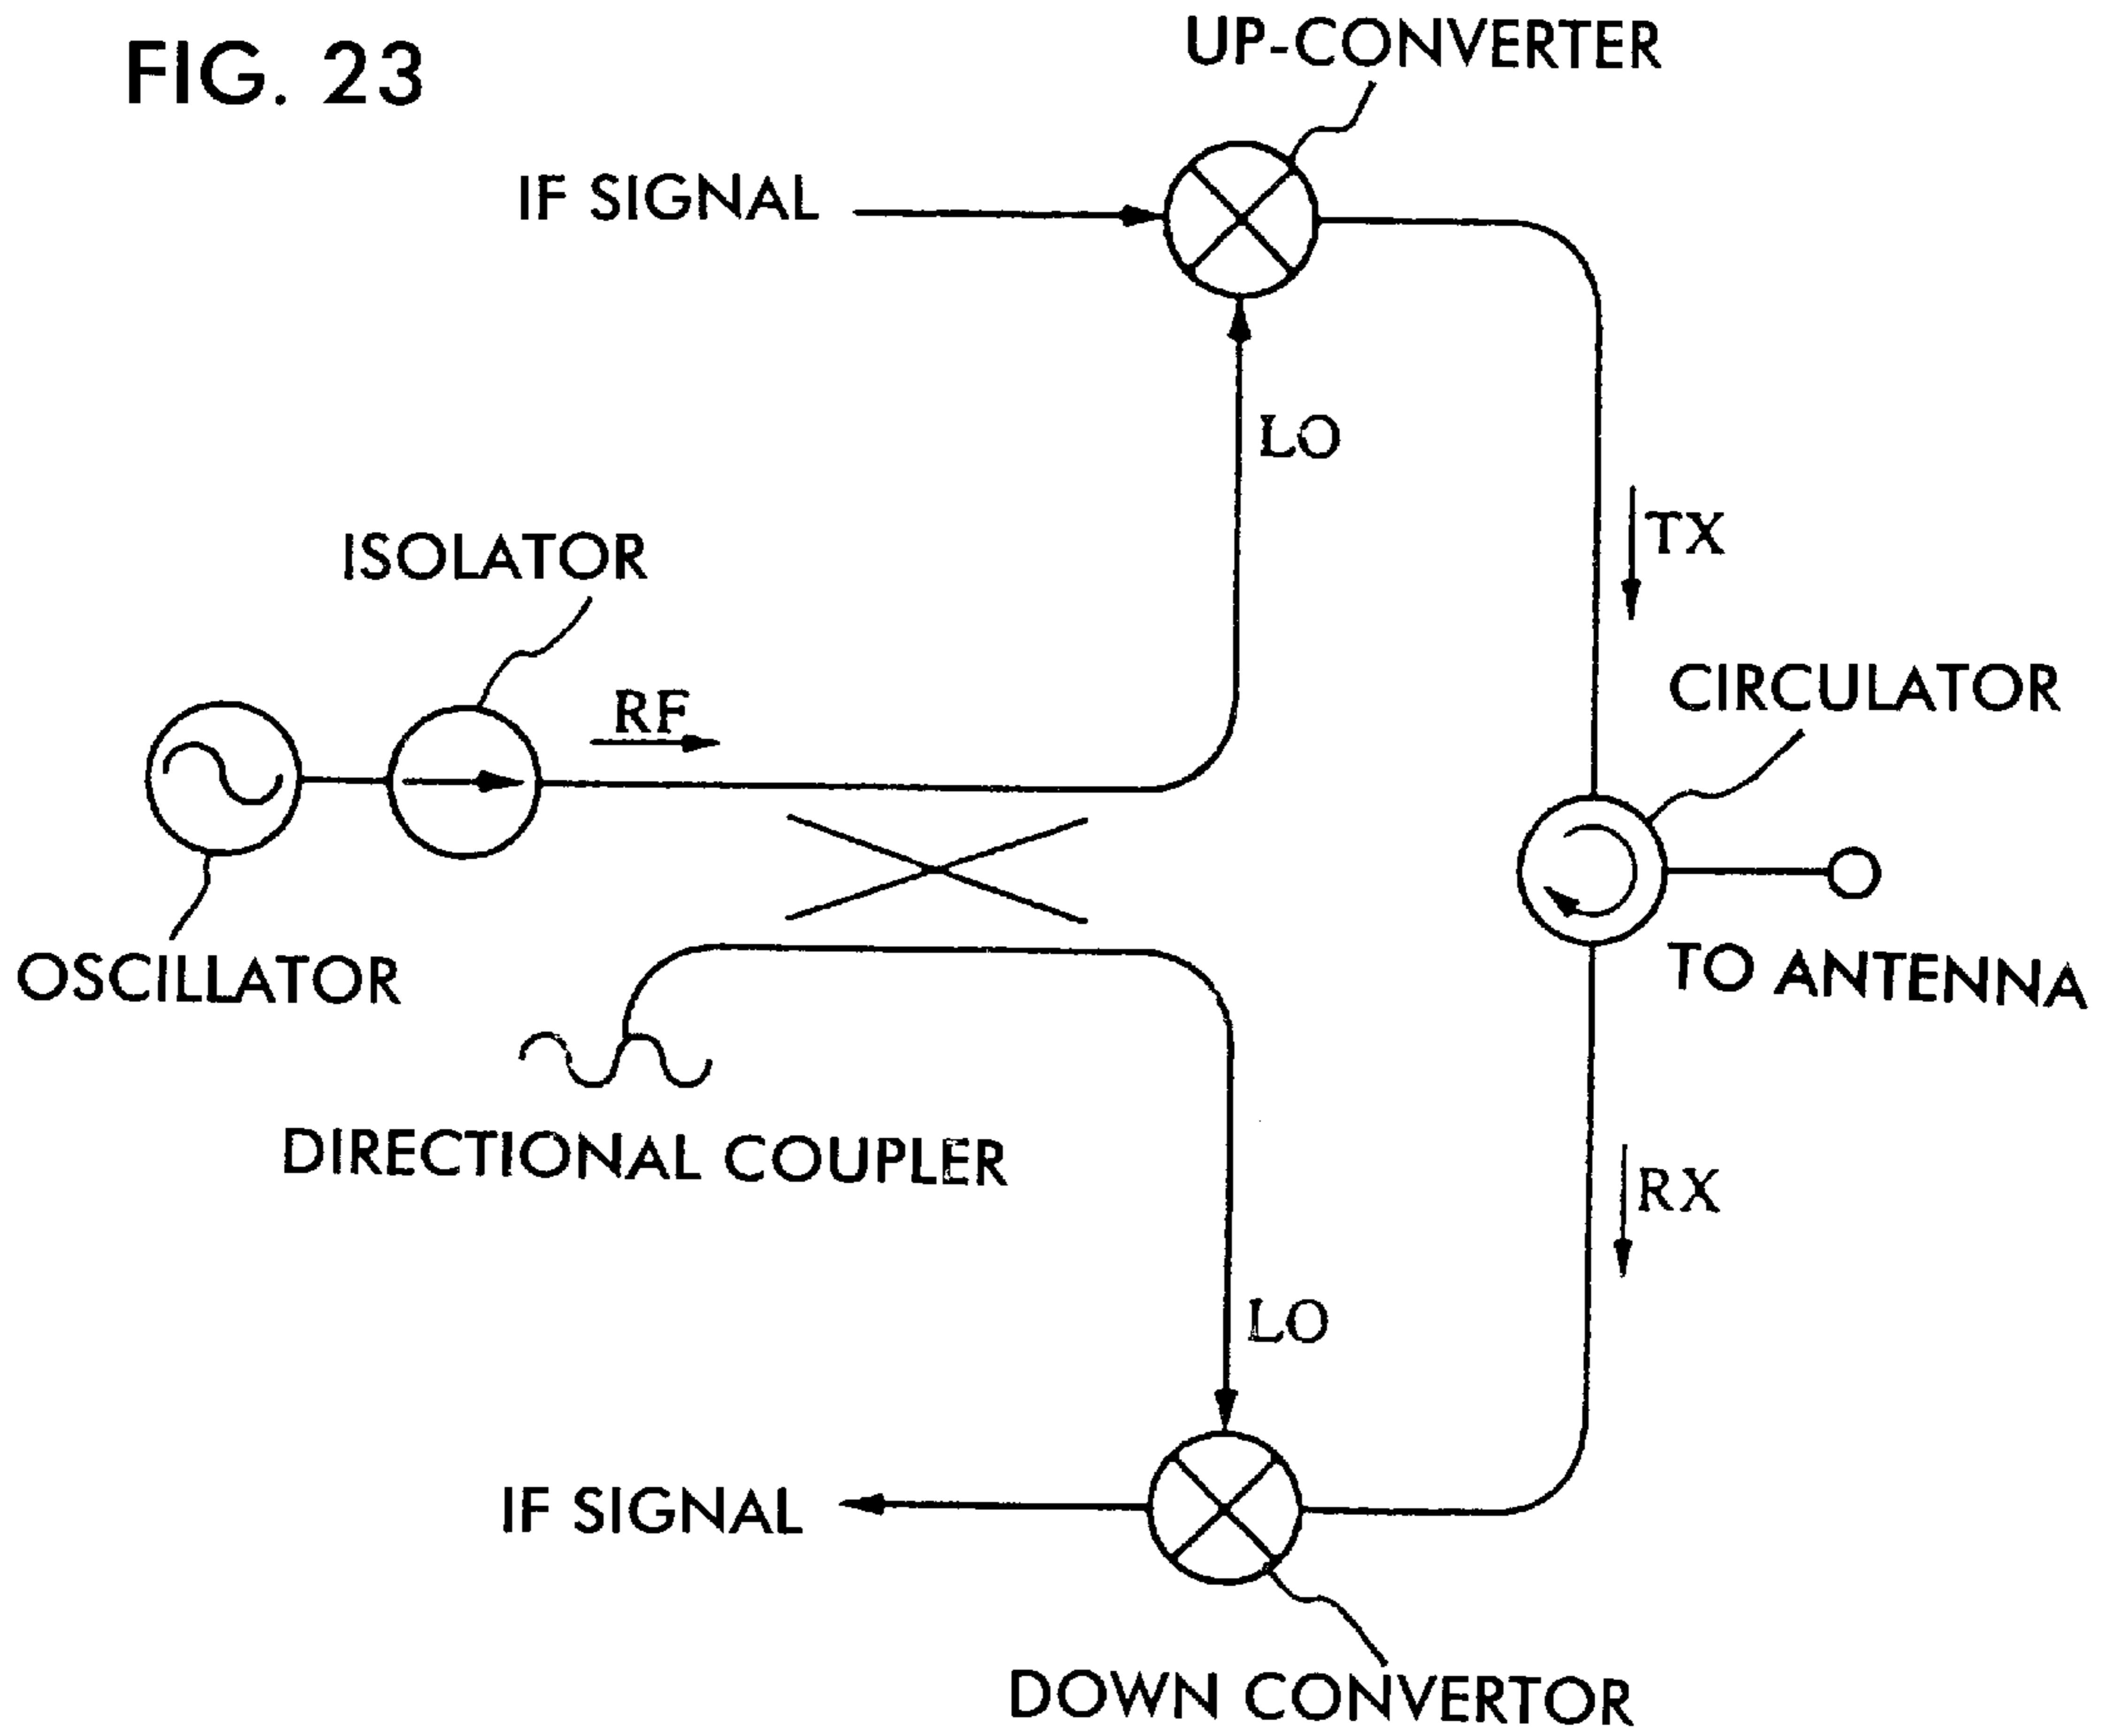 FIG. 23
UP-CONVERTER
IF SIGNAL
LO
TX
ISOLATOR
RF
CIRCULATOR
OSCILLATOR
TO ANTENNA
DIRECTIONAL COUPLER
RX
LO
IF SIGNAL
DOWN CONVERTOR